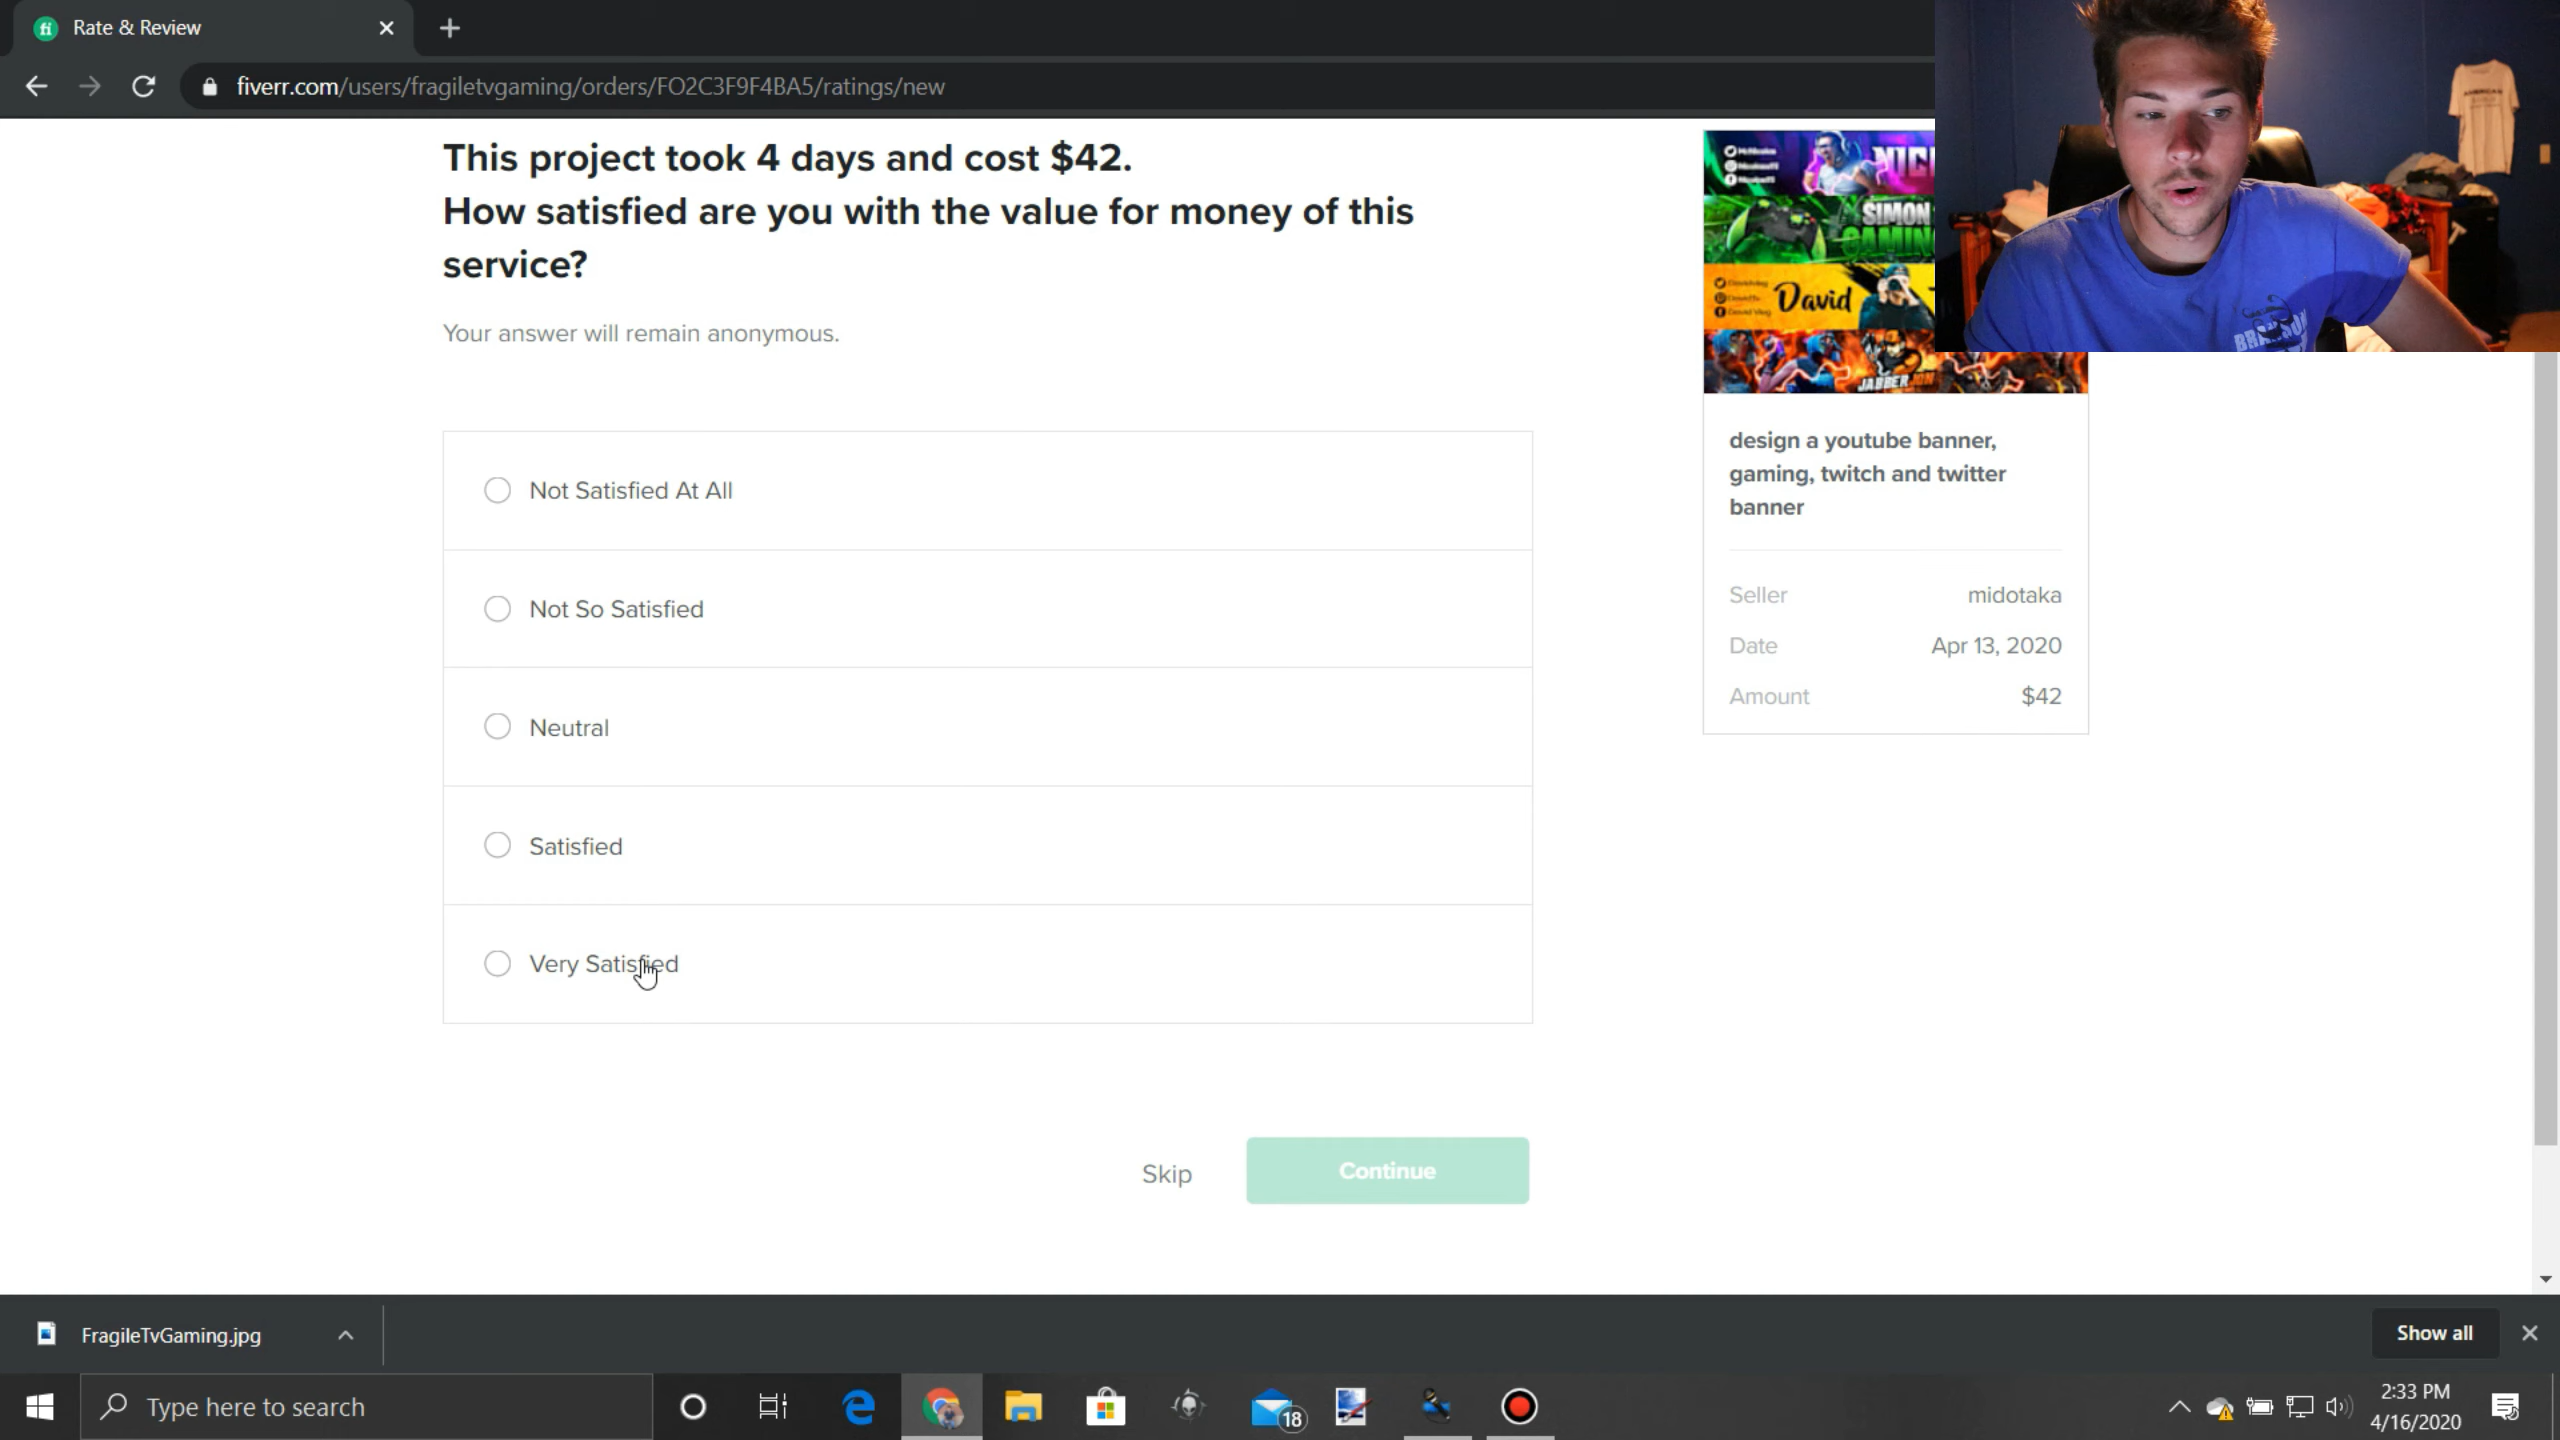 Rate & Review
fiverr.com/users/fragiletvgaming/orders/FO2C3F9F4BA5/ratings/new
This project took 4 days and cost $42.
How satisfied are you with the value for money of this
service?
Your answer will remain anonymous.
Not Satisfied At All
Not So Satisfied
Neutral
Satisfied
Very Satisfied
Skip
Continue
NIC
SIMON
GAMIN
David
JABBER
design a youtube banner,
gaming, twitch and twitter
banner
Seller midotaka
Date Apr 13, 2020
Amount $42
FragileTvGaming.jpg
Show all
Type here to search
18
2:33 PM
4/16/2020